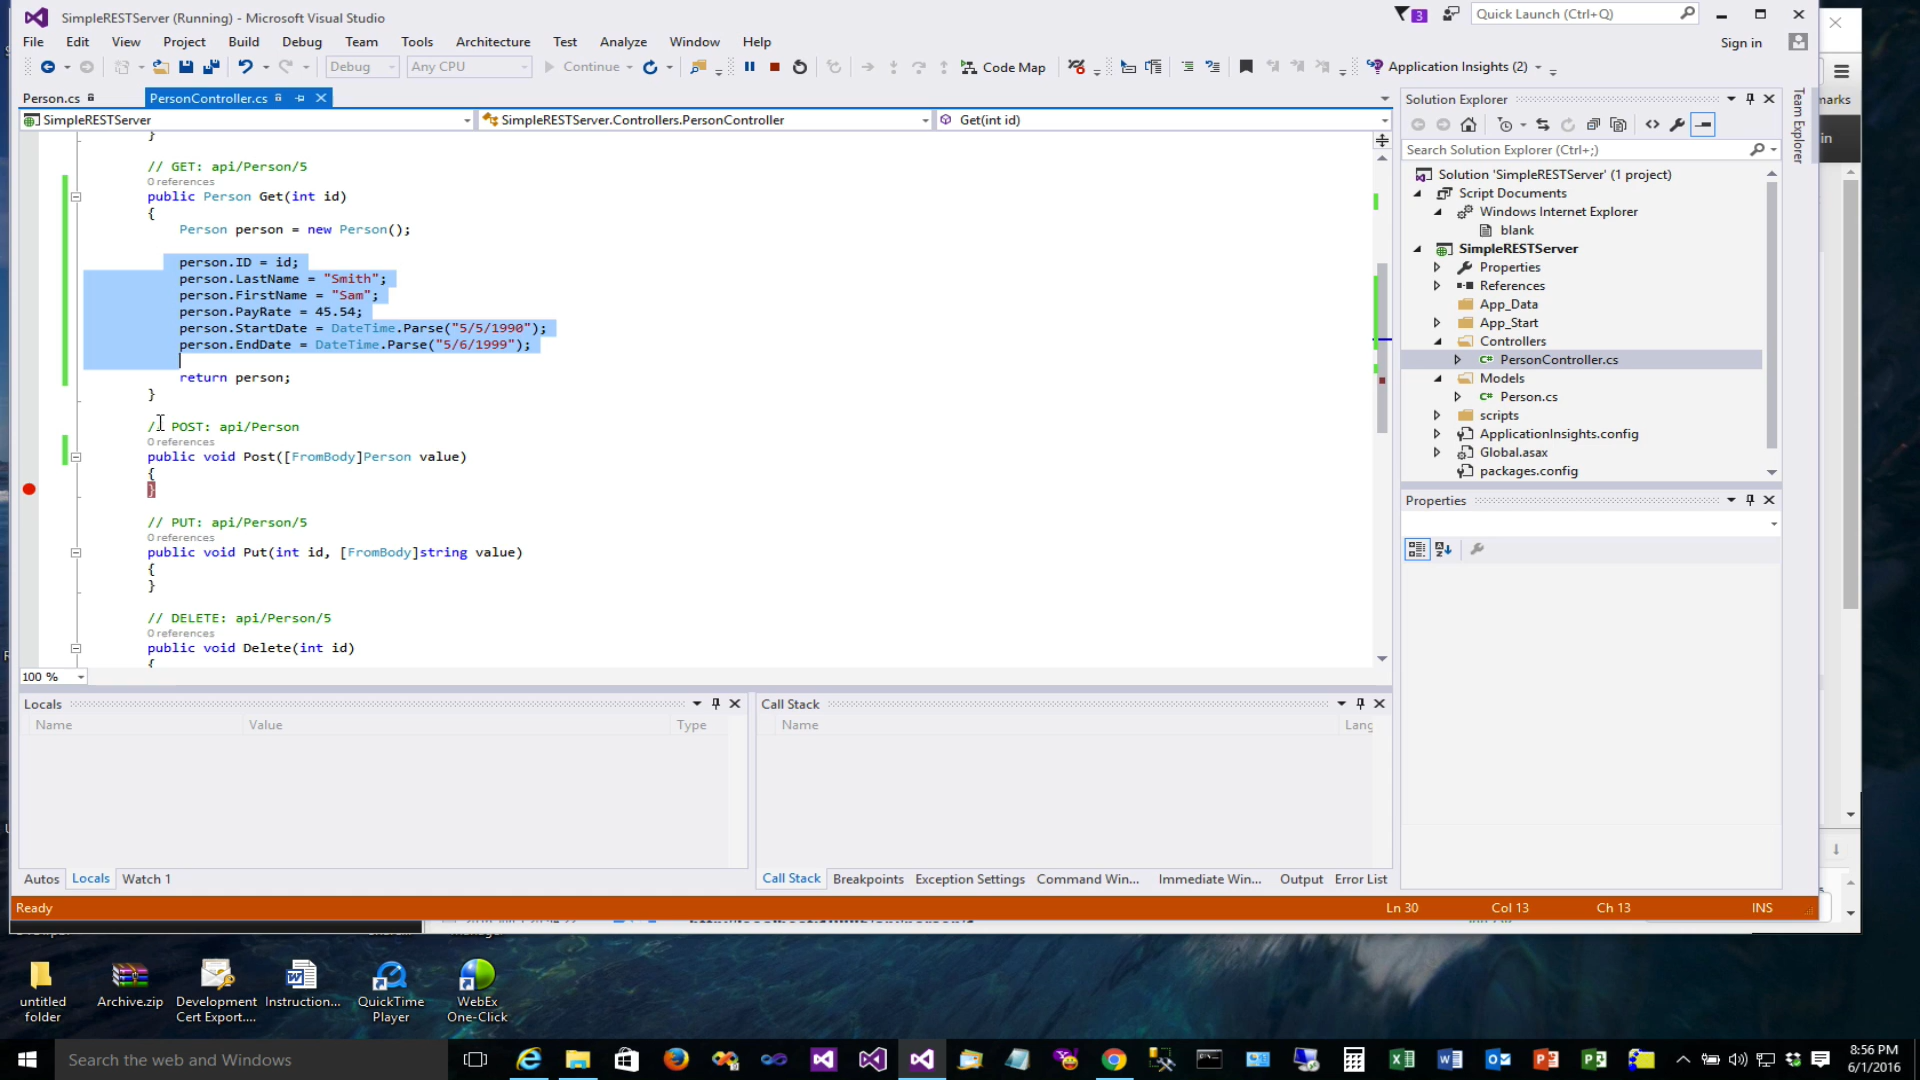 SimpleRESTServer (Running) - Microsoft Visual Studio
3
Quick Launch (Ctrl+Q)
File Edit View Project Build Debug Team Tools Architecture Test Analyze Window Help
Sign in
Debug Any CPU Continue Code Map Application Insights (2)
Person.cs PersonController.cs
SimpleRESTServer SimpleRESTServer.Controllers.PersonController Get(int id)
}
// GET: api/Person/5
0 references
public Person Get(int id)
{
Person person = new Person();
person.ID = id;
person.LastName = "Smith";
person.FirstName = "Sam";
person.PayRate = 45.54;
person.StartDate = DateTime.Parse("5/5/1990");
person.EndDate = DateTime.Parse("5/6/1999");
return person;
}
// POST: api/Person
0 references
public void Post([FromBody]Person value)
{
}
// PUT: api/Person/5
0 references
public void Put(int id, [FromBody]string value)
{
}
// DELETE: api/Person/5
0 references
public void Delete(int id)
{
100 %
Solution Explorer
Search Solution Explorer (Ctrl+;)
Solution 'SimpleRESTServer' (1 project)
Script Documents
Windows Internet Explorer
blank
SimpleRESTServer
Properties
References
App_Data
App_Start
Controllers
C# PersonController.cs
Models
C# Person.cs
scripts
ApplicationInsights.config
Global.asax
packages.config
Team Explorer
Properties
Locals
Name Value Type
Call Stack
Name Lang
Autos Locals Watch 1
Call Stack Breakpoints Exception Settings Command Win... Immediate Win... Output Error List
Ready Ln 30 Col 13 Ch 13 INS
untitled folder
Archive.zip
Development Cert Export....
Instruction...
QuickTime Player
WebEx One-Click
Search the web and Windows
8:56 PM
6/1/2016